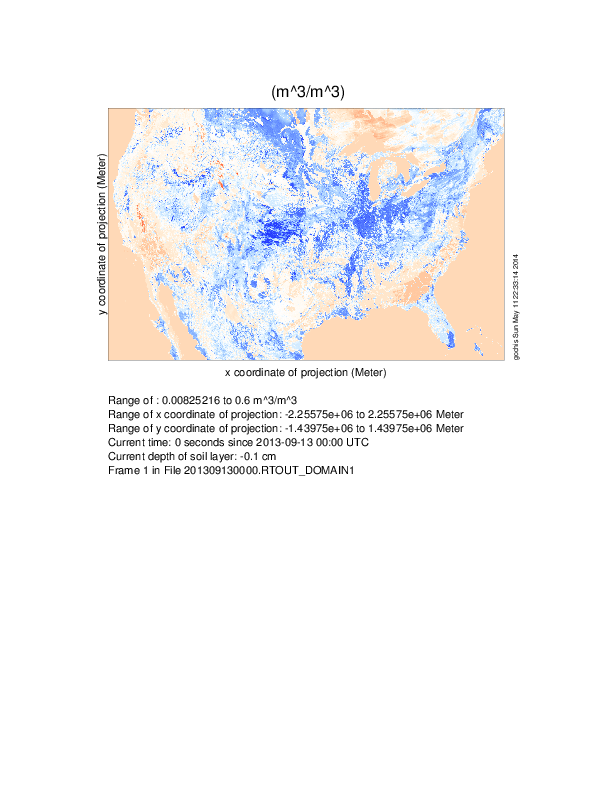 (m^3/m^3)
y coordinate of projection (Meter)
gochis Sun May 11 22:33:14 2014
x coordinate of projection (Meter)
Range of : 0.00825216 to 0.6 m^3/m^3
Range of x coordinate of projection: -2.25575e+06 to 2.25575e+06 Meter
Range of y coordinate of projection: -1.43975e+06 to 1.43975e+06 Meter
Current time: 0 seconds since 2013-09-13 00:00 UTC
Current depth of soil layer: -0.1 cm
Frame 1 in File 201309130000.RTOUT_DOMAIN1